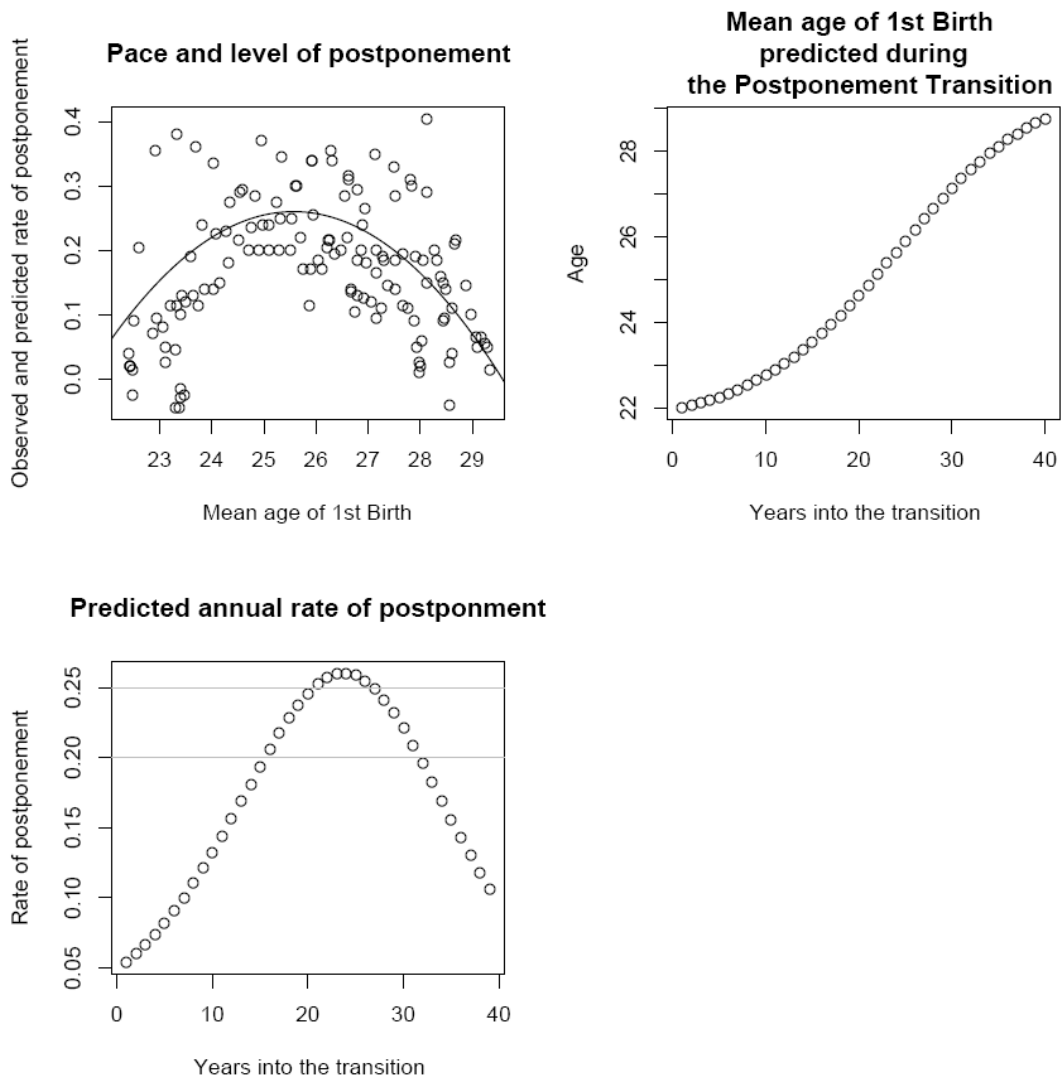 Pace and level of postponement
Observed and predicted rate of postponement
0.4
0.3
0.2
0.1
0.0
23 24 25 26 27 28 29
Mean age of 1st Birth
Mean age of 1st Birth
predicted during
the Postponement Transition
Age
28
26
24
22
0 10 20 30 40
Years into the transition
Predicted annual rate of postponment
Rate of postponement
0.25
0.20
0.15
0.10
0.05
0 10 20 30 40
Years into the transition